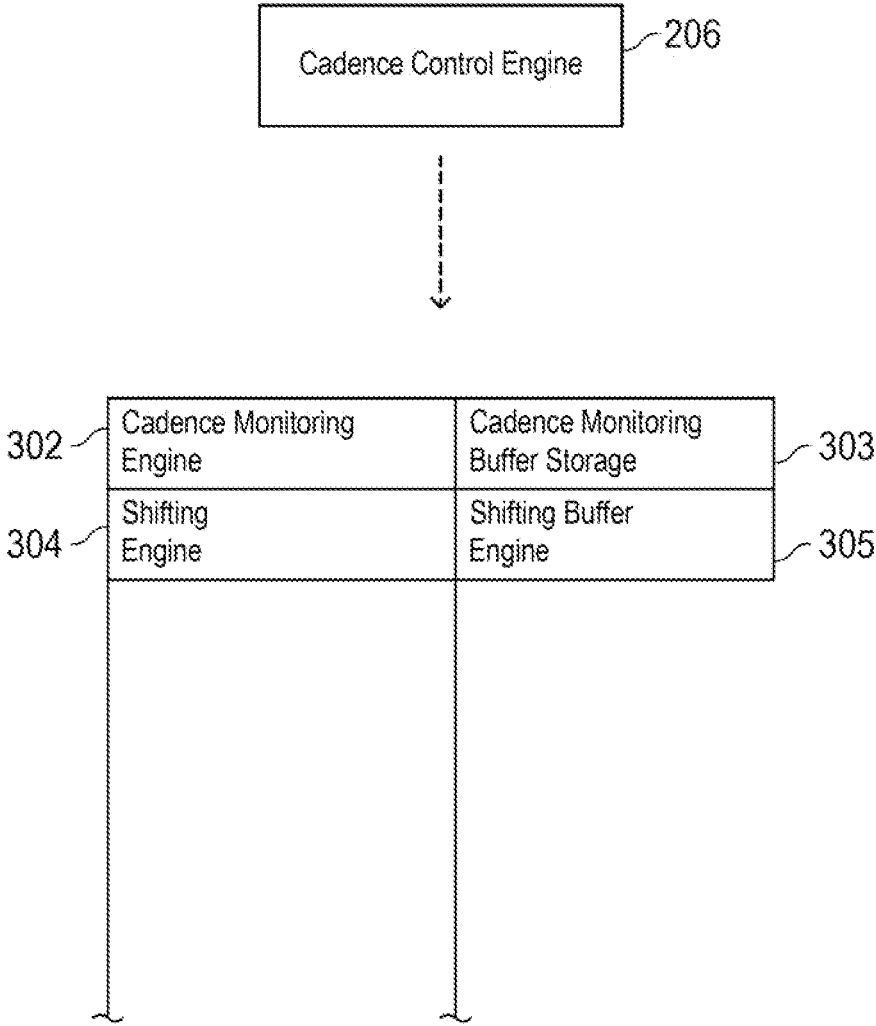 Cadence Control Engine
206
302
Cadence Monitoring
Engine
Cadence Monitoring
Buffer Storage
303
304
Shifting
Engine
Shifting Buffer
Engine
305